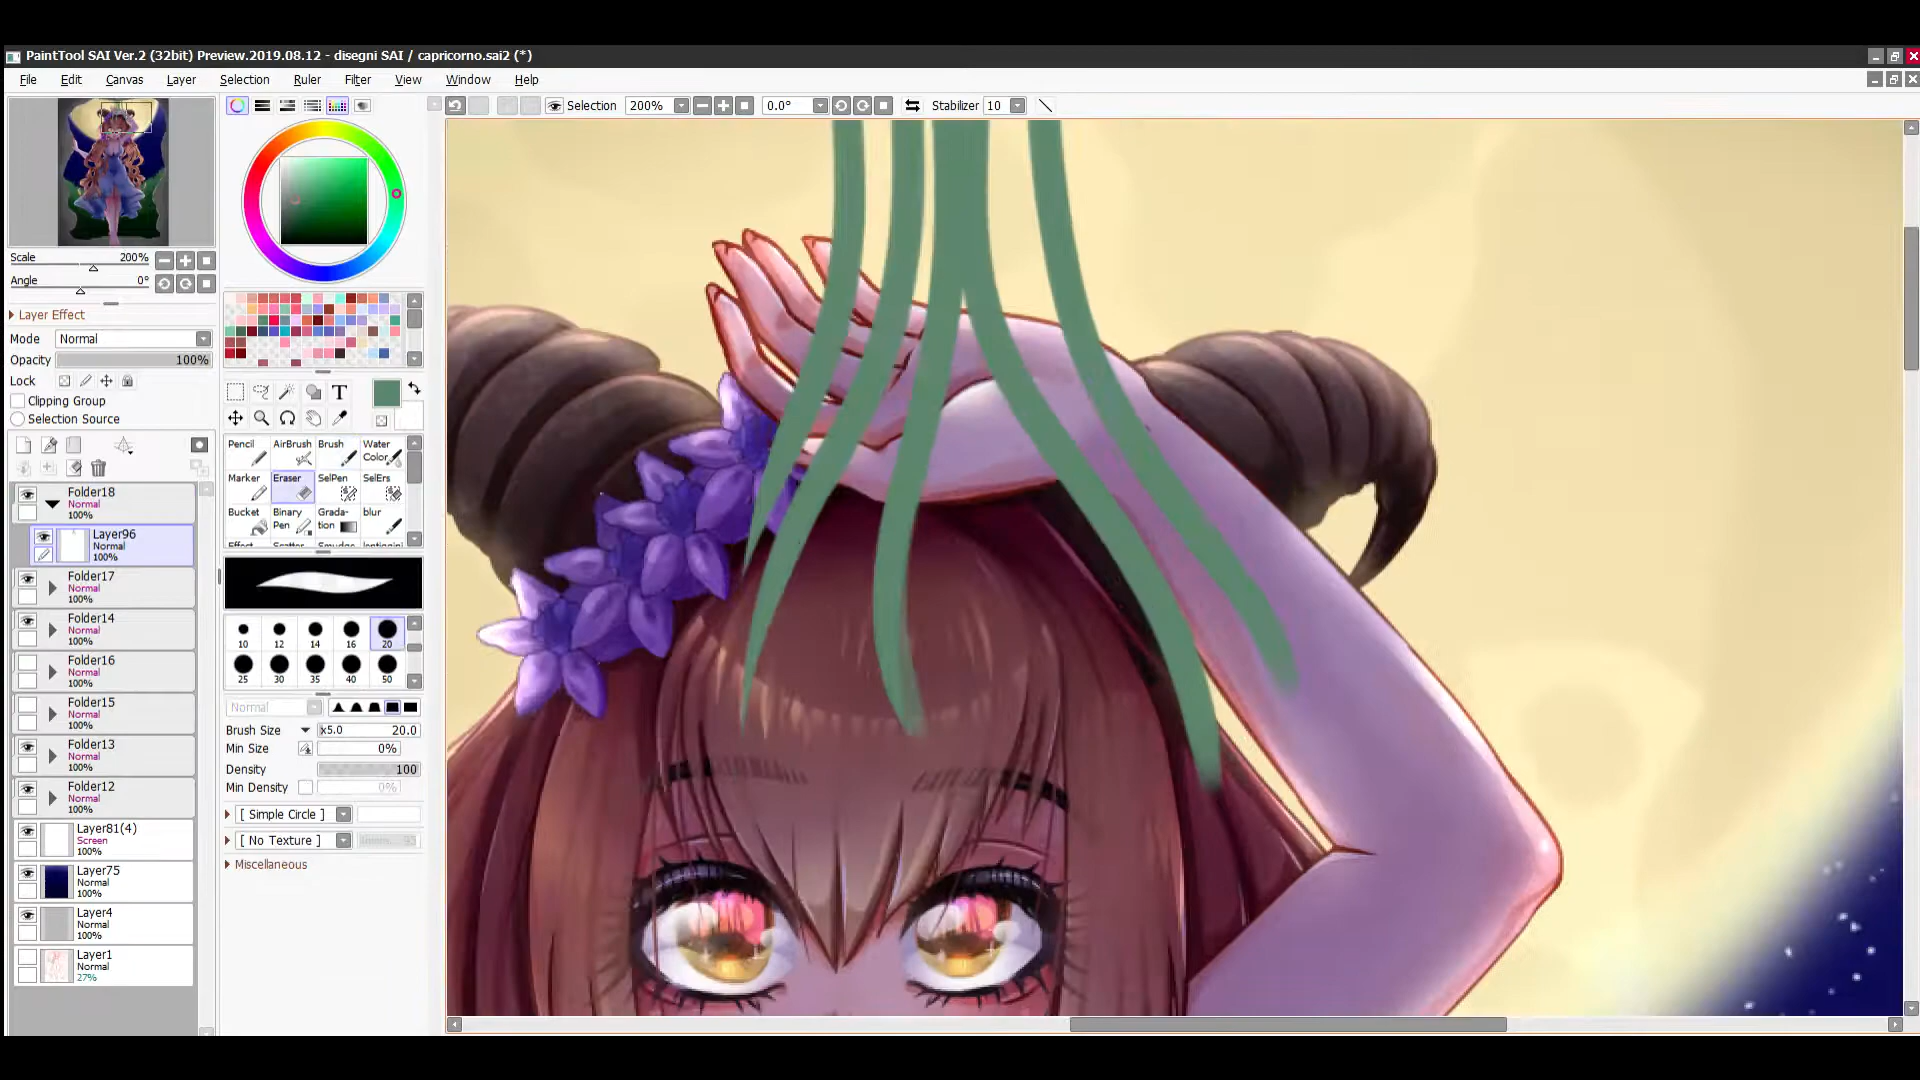 PaintTool SAI Ver.2 (32bit) Preview.2019.08.12 - disegni SAI / capricorno.sai2 (*)
File Edit Canvas Layer Selection Ruler Filter View Window Help
Selection 200% 0.0° Stabilizer 10
Scale 200%
Angle 0°
Layer Effect
Mode Normal
Opacity 100%
Lock
Clipping Group
Selection Source
Folder18
Normal
100%
Layer96
Normal
100%
Folder17
Normal
100%
Folder14
Normal
100%
Folder16
Normal
100%
Folder15
Normal
100%
Folder13
Normal
100%
Folder12
Normal
100%
Layer81(4)
Screen
100%
Layer75
Normal
100%
Layer4
Normal
100%
Layer1
Normal
27%
T
Pencil AirBrush Brush Water Color
Marker Eraser SelPen SelErs
Bucket Binary Pen Grada-tion blur
10 12 14 16 20
25 30 35 40 50
Normal
Brush Size x5.0 20.0
Min Size 0%
Density 100
Min Density 0%
[ Simple Circle ]
[ No Texture ]
Miscellaneous